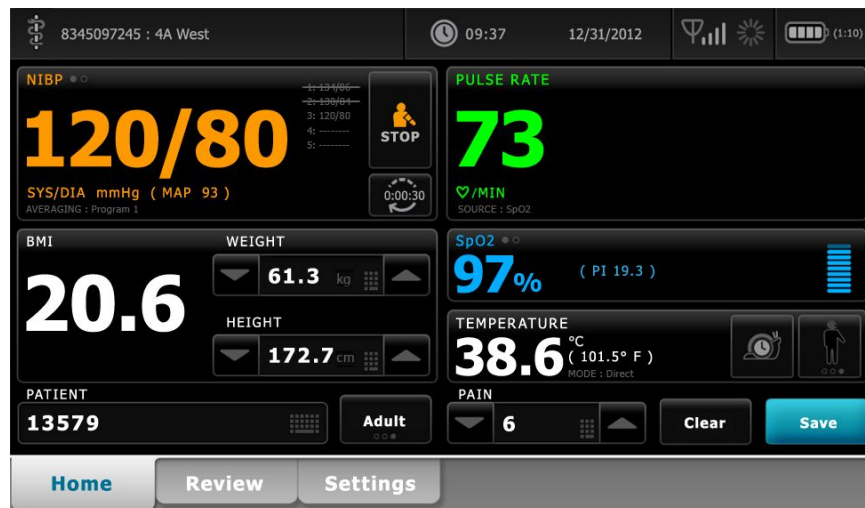 8345097245 : 4A West
09:37
12/31/2012
(1:10)
NIBP
1: 134/86
2: 130/84
3: 120/80
4: --------
5: --------
120/80
STOP
SYS/DIA mmHg ( MAP 93 )
AVERAGING : Program 1
0:00:30
PULSE RATE
73
♡/MIN
SOURCE : SpO2
BMI
20.6
WEIGHT
61.3 kg
HEIGHT
172.7 cm
SpO2
97%
( PI 19.3 )
TEMPERATURE
38.6 °C
( 101.5° F )
MODE : Direct
PATIENT
13579
Adult
PAIN
6
Clear
Save
Home
Review
Settings